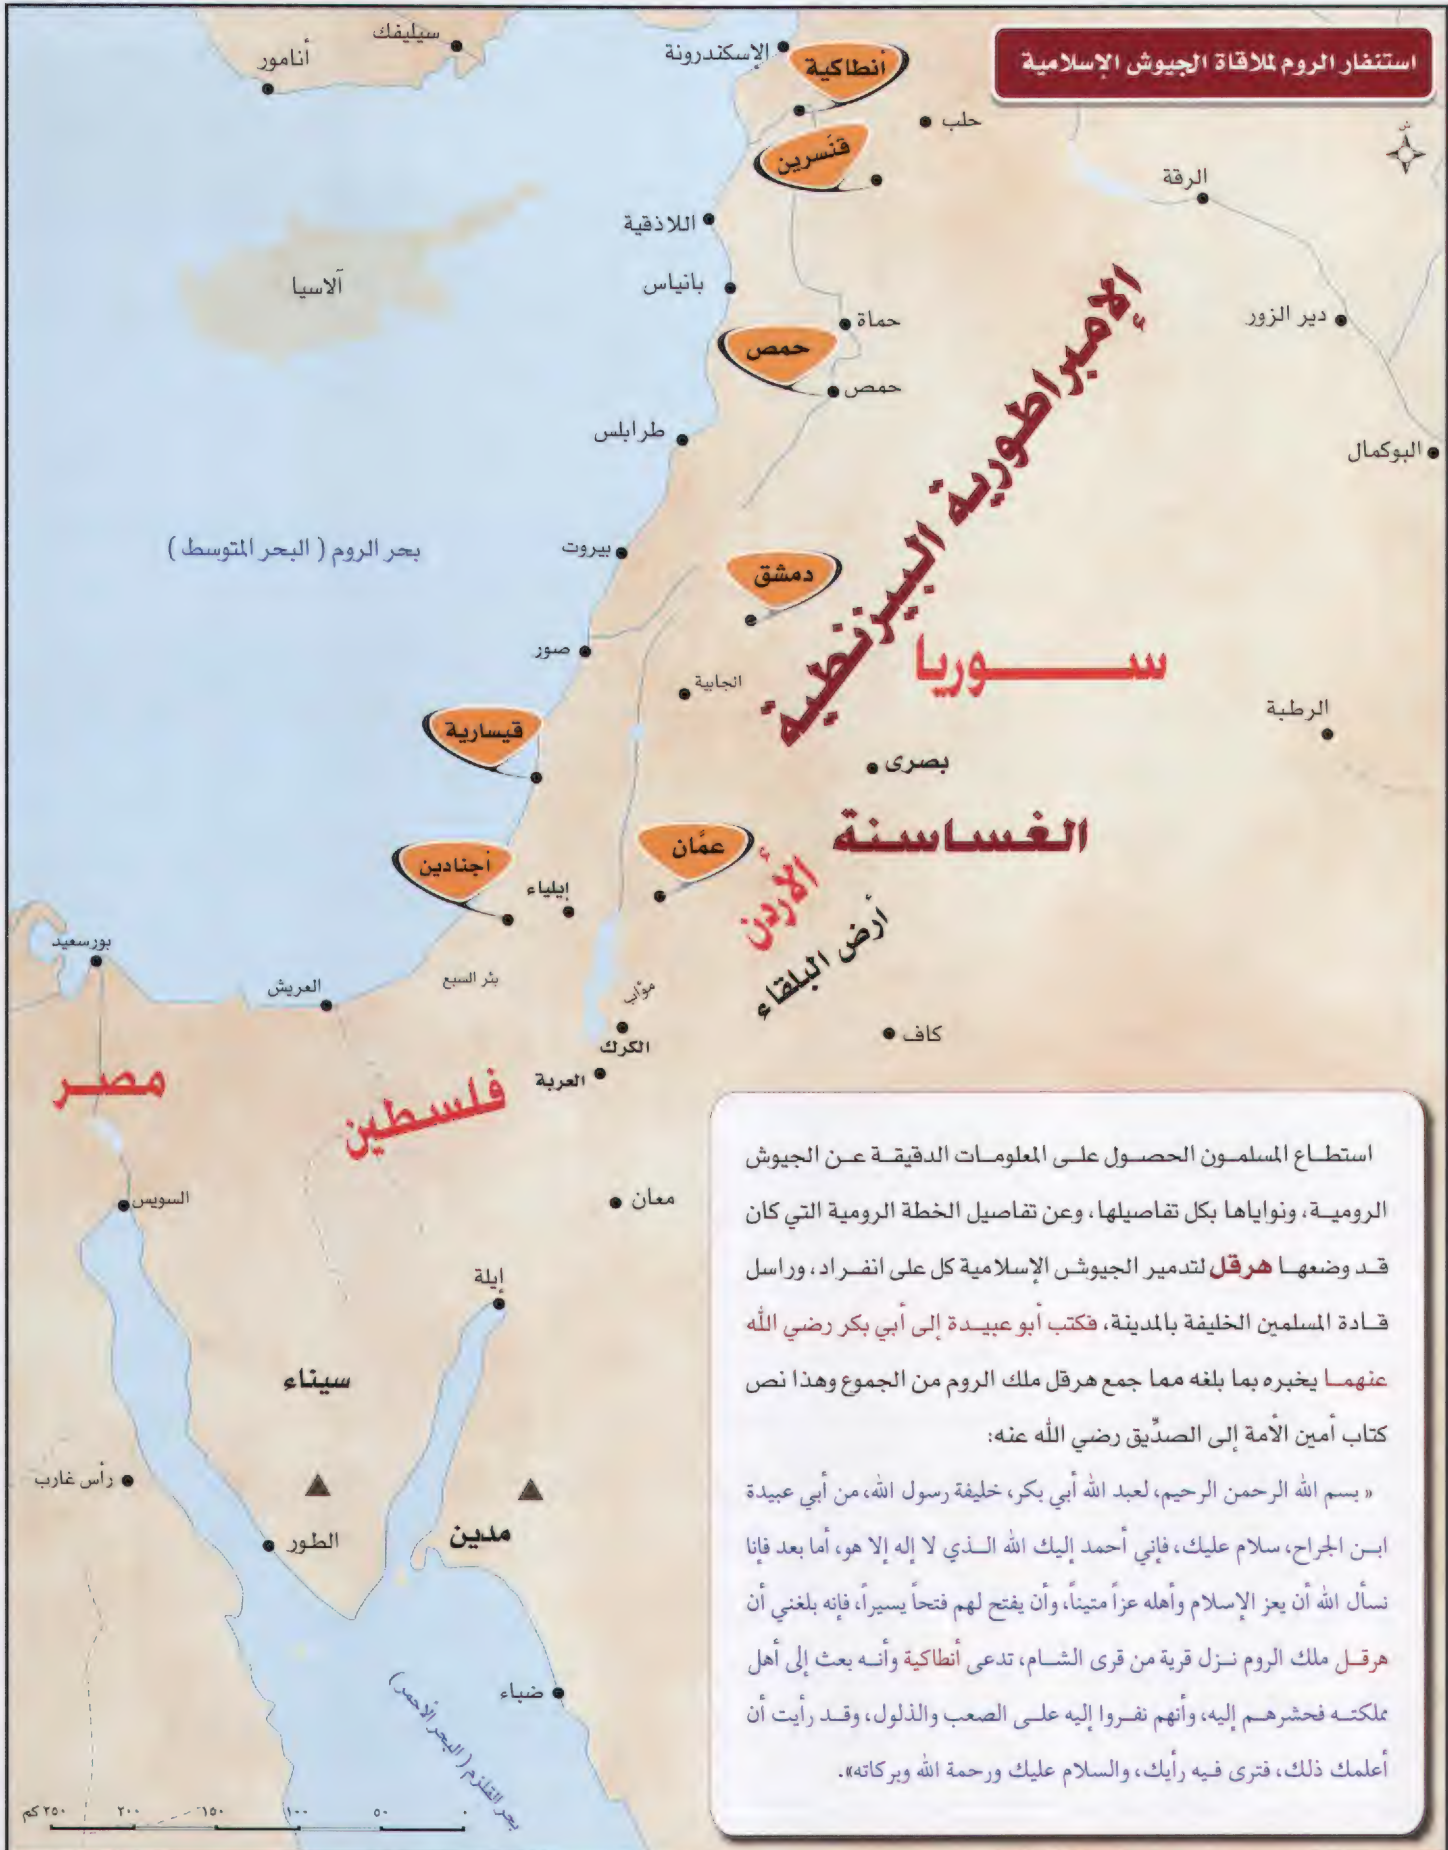 استنفار الروم لملاقاة الجيوش الإسلامية
ش
سيليفك
أنامور
الإسكندرونة
أنطاكية
حلب
قنّسرين
الرقة
اللاذقية
آلاسيا
بانياس
حماة
دير الزور
حمص
حمص
طرابلس
البوكمال
الإمبراطورية البيزنطية
بحر الروم ( البحر المتوسط )
بيروت
دمشق
صور
سوريا
الجابية
الرطبة
قيسارية
بصرى
الغساسنة
عمَّان
أجنادين
إيلياء
الأردن
أرض البلقاء
بورسعيد
العريش
بئر السبع
مؤاب
الكرك
كاف
العربة
مصر
فلسطين
السويس
معان
إيلة
سيناء
رأس غارب
الطور
مدين
ضباء
بحر القلزم ( البحر الأحمر )
٢٥٠ كم ٢٠٠ ١٥٠ ١٠٠ ٥٠ ٠
استطاع المسلمون الحصول على المعلومات الدقيقة عن الجيوش
الرومية، ونواياها بكل تفاصيلها، وعن تفاصيل الخطة الرومية التي كان
قد وضعها هرقل لتدمير الجيوش الإسلامية كل على انفراد، وراسل
قادة المسلمين الخليفة بالمدينة، فكتب أبو عبيدة إلى أبي بكر رضي الله
عنهما يخبره بما بلغه مما جمع هرقل ملك الروم من الجموع وهذا نص
كتاب أمين الأمة إلى الصدِّيق رضي الله عنه:
« بسم الله الرحمن الرحيم، لعبد الله أبي بكر، خليفة رسول الله، من أبي عبيدة
ابن الجراح، سلام عليك، فإني أحمد إليك الله الذي لا إله إلا هو، أما بعد فإنا
نسأل الله أن يعز الإسلام وأهله عزاً متيناً، وأن يفتح لهم فتحاً يسيراً، فإنه بلغني أن
هرقل ملك الروم نزل قرية من قرى الشام، تدعى أنطاكية وأنه بعث إلى أهل
مملكته فحشرهم إليه، وأنهم نفروا إليه على الصعب والذلول، وقد رأيت أن
أعلمك ذلك، فترى فيه رأيك، والسلام عليك ورحمة الله وبركاته».